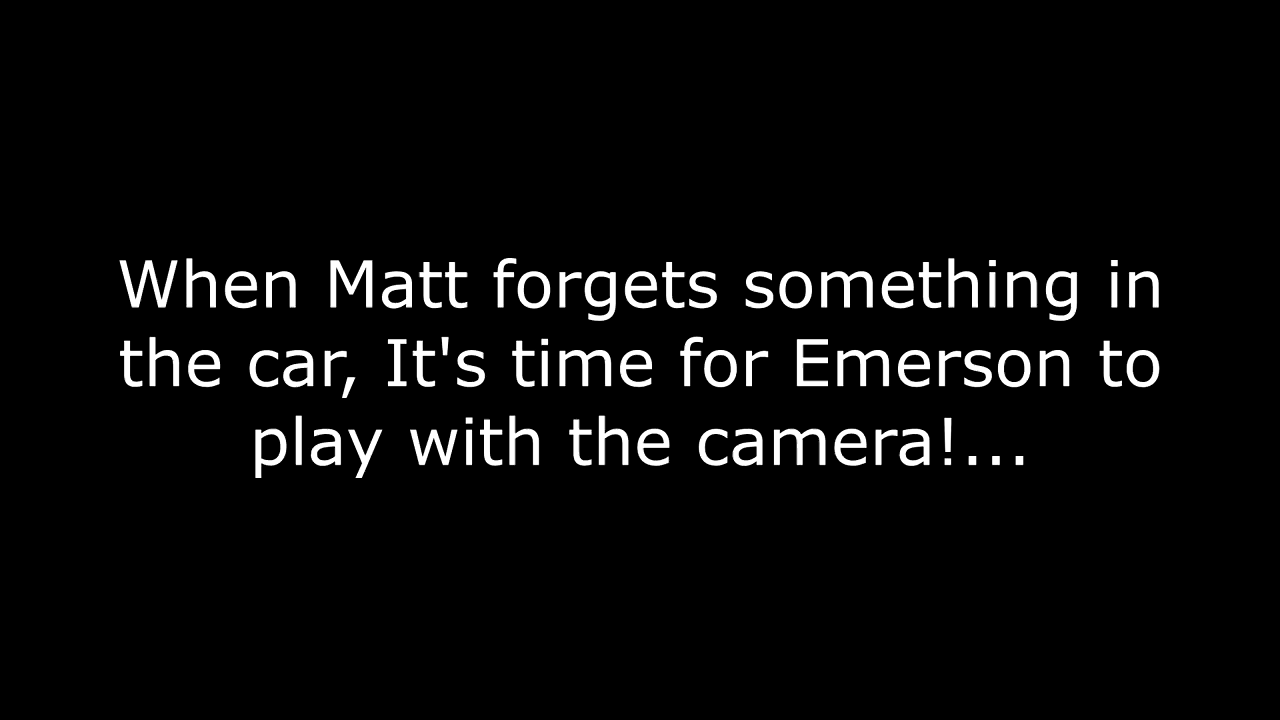 When Matt forgets something in
the car, It's time for Emerson to
play with the camera!...